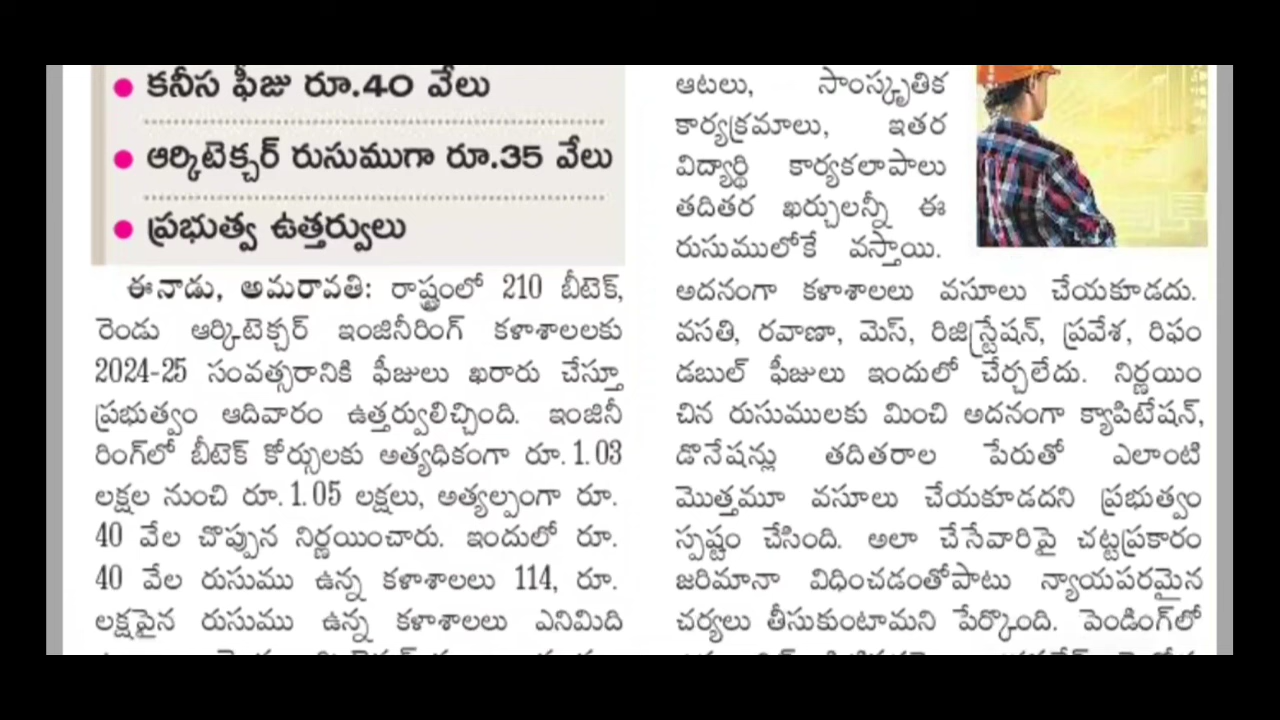 కనీస ఫీజు రూ.40 వేలు
ఆర్కిటెక్చర్ రుసుముగా రూ.35 వేలు
ప్రభుత్వ ఉత్తర్వులు
ఈనాడు, అమరావతి: రాష్ట్రంలో 210 బీటెక్,
రెండు ఆర్కిటెక్చర్ ఇంజినీరింగ్ కళాశాలలకు
2024-25 సంవత్సరానికి ఫీజులు ఖరారు చేస్తూ
ప్రభుత్వం ఆదివారం ఉత్తర్వులిచ్చింది. ఇంజినీ
రింగ్‌లో బీటెక్ కోర్సులకు అత్యధికంగా రూ.1.03
లక్షల నుంచి రూ.1.05 లక్షలు, అత్యల్పంగా రూ.
40 వేల చొప్పున నిర్ణయించారు. ఇందులో రూ.
40 వేల రుసుము ఉన్న కళాశాలలు 114, రూ.
లక్షపైన రుసుము ఉన్న కళాశాలలు ఎనిమిది
ఆటలు, సాంస్కృతిక
కార్యక్రమాలు, ఇతర
విద్యార్థి కార్యకలాపాలు
తదితర ఖర్చులన్నీ ఈ
రుసుములోకే వస్తాయి.
అదనంగా కళాశాలలు వసూలు చేయకూడదు.
వసతి, రవాణా, మెస్, రిజిస్ట్రేషన్, ప్రవేశ, రిఫం
డబుల్ ఫీజులు ఇందులో చేర్చలేదు. నిర్ణయిం
చిన రుసుములకు మించి అదనంగా క్యాపిటేషన్,
డొనేషన్లు తదితరాల పేరుతో ఎలాంటి
మొత్తమూ వసూలు చేయకూడదని ప్రభుత్వం
స్పష్టం చేసింది. అలా చేసేవారిపై చట్టప్రకారం
జరిమానా విధించడంతోపాటు న్యాయపరమైన
చర్యలు తీసుకుంటామని పేర్కొంది. పెండింగ్‌లో